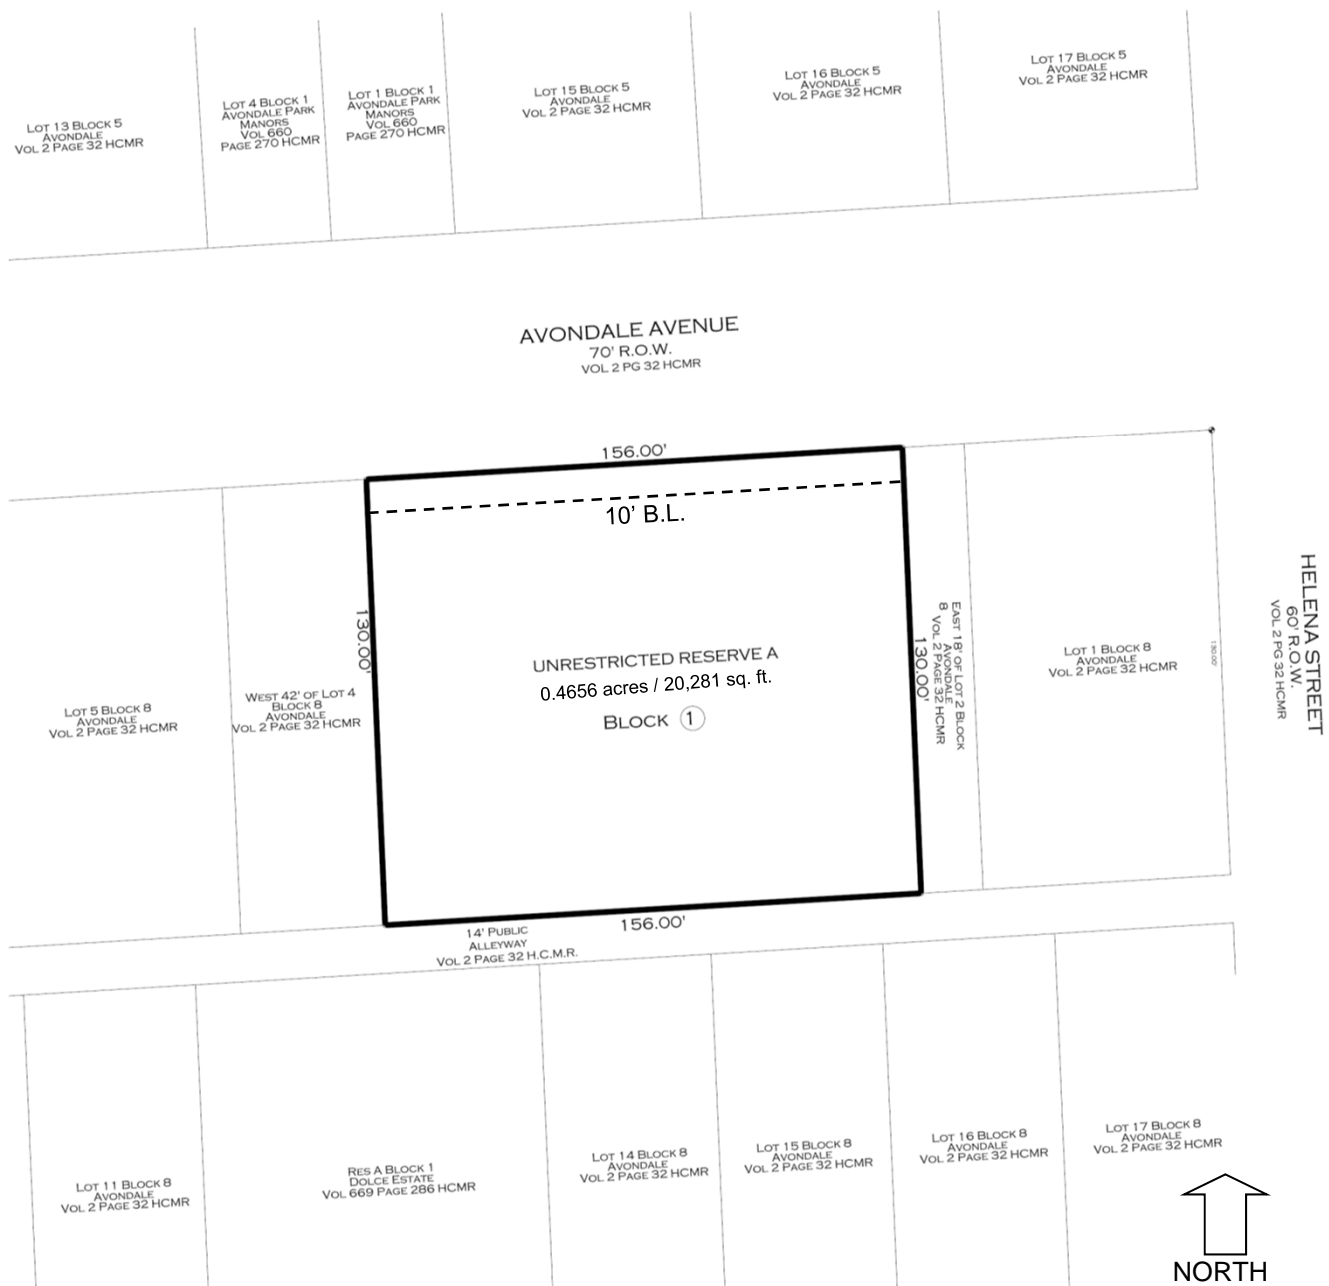 LOT 13 BLOCK 5
AVONDALE
VOL 2 PAGE 32 HCMR
LOT 4 BLOCK 1
AVONDALE PARK
MANORS
VOL 660
PAGE 270 HCMR
LOT 1 BLOCK 1
AVONDALE PARK
MANORS
VOL 660
PAGE 270 HCMR
LOT 15 BLOCK 5
AVONDALE
VOL 2 PAGE 32 HCMR
LOT 16 BLOCK 5
AVONDALE
VOL 2 PAGE 32 HCMR
LOT 17 BLOCK 5
AVONDALE
VOL 2 PAGE 32 HCMR
AVONDALE AVENUE
70' R.O.W.
VOL 2 PG 32 HCMR
156.00'
10' B.L.
130.00'
UNRESTRICTED RESERVE A
0.4656 acres / 20,281 sq. ft.
BLOCK 1
130.00'
EAST 18' OF LOT 2 BLOCK
AVONDALE
8 VOL 2 PAGE 32 HCMR
LOT 1 BLOCK 8
AVONDALE
VOL 2 PAGE 32 HCMR
130.00'
HELENA STREET
60' R.O.W.
VOL 2 PG 32 HCMR
LOT 5 BLOCK 8
AVONDALE
VOL 2 PAGE 32 HCMR
WEST 42' OF LOT 4
BLOCK 8
AVONDALE
VOL 2 PAGE 32 HCMR
156.00'
14' PUBLIC
ALLEYWAY
VOL 2 PAGE 32 H.C.M.R.
LOT 11 BLOCK 8
AVONDALE
VOL 2 PAGE 32 HCMR
RES A BLOCK 1
DOLCE ESTATE
VOL 669 PAGE 286 HCMR
LOT 14 BLOCK 8
AVONDALE
VOL 2 PAGE 32 HCMR
LOT 15 BLOCK 8
AVONDALE
VOL 2 PAGE 32 HCMR
LOT 16 BLOCK 8
AVONDALE
VOL 2 PAGE 32 HCMR
LOT 17 BLOCK 8
AVONDALE
VOL 2 PAGE 32 HCMR
NORTH